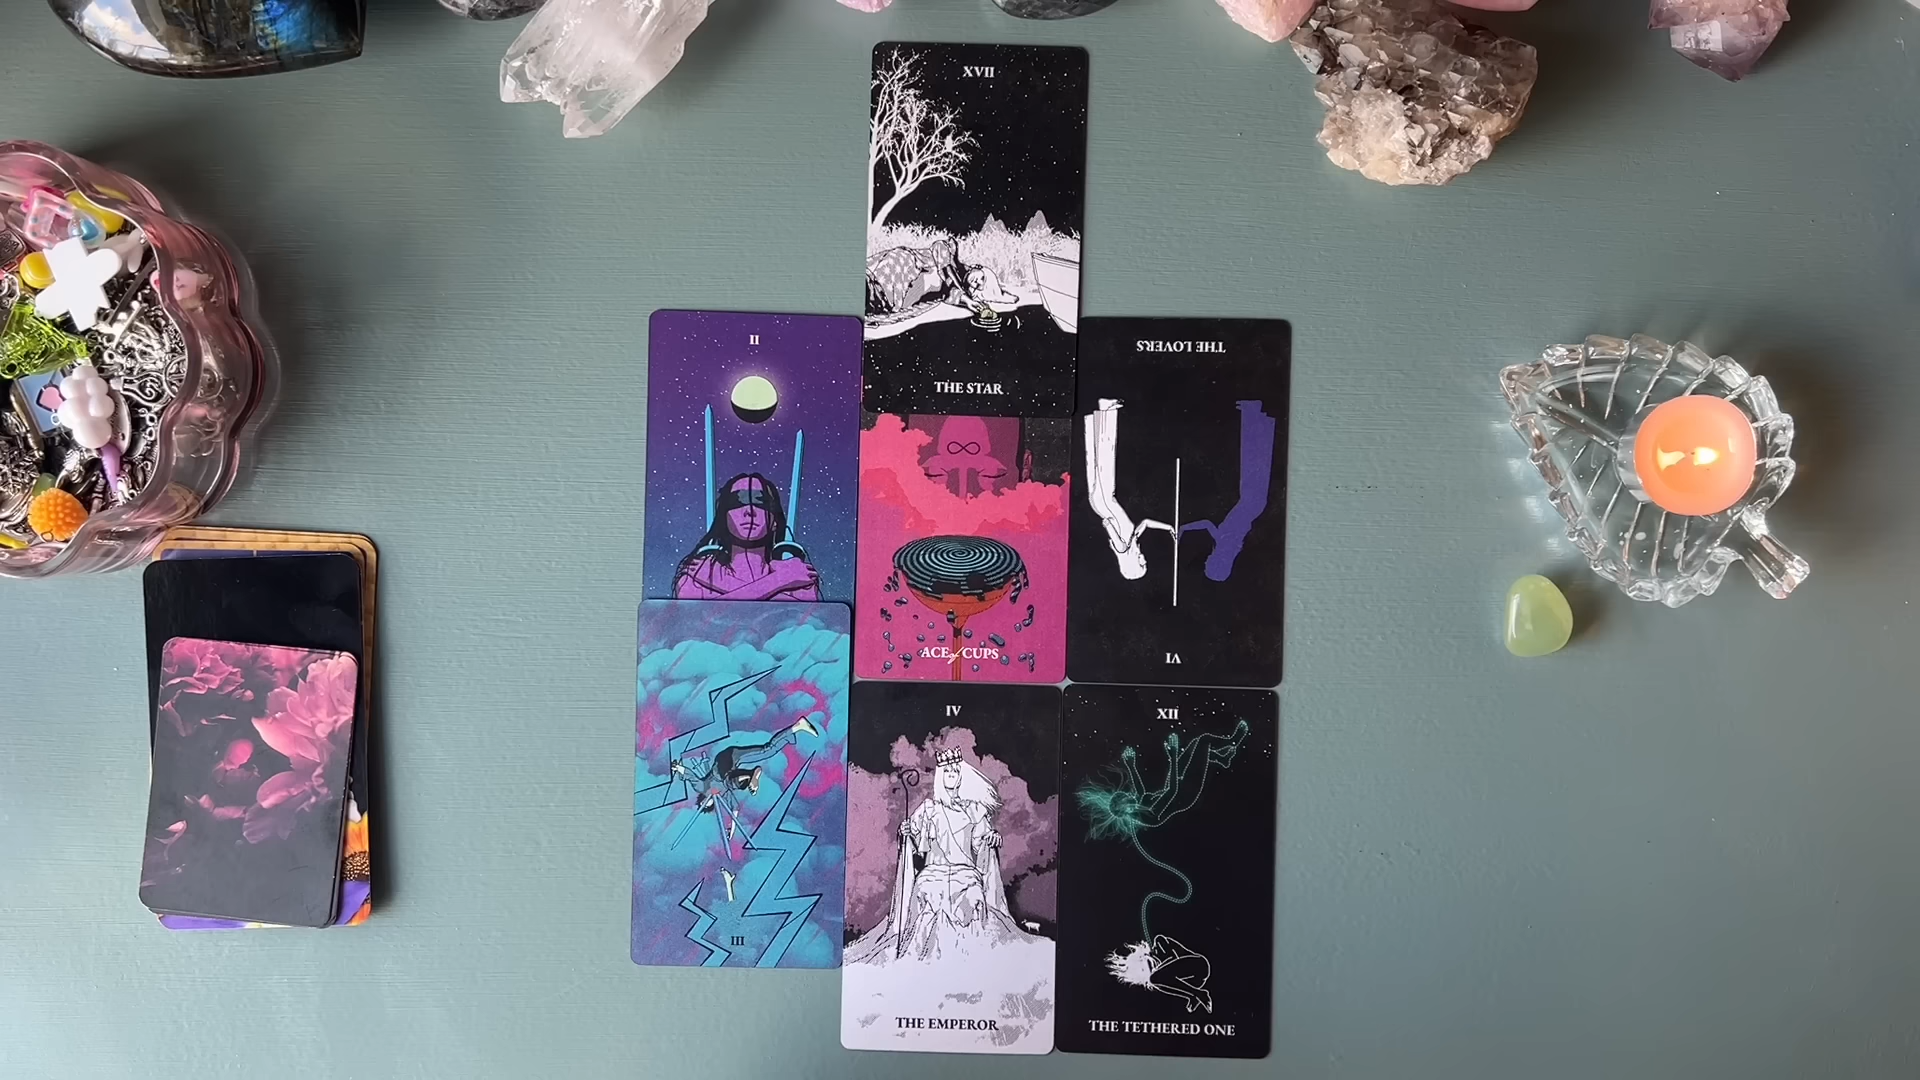 XVII
THE STAR
II
THE LOVERS
VI
ACE of CUPS
III
IV
THE EMPEROR
XII
THE TETHERED ONE